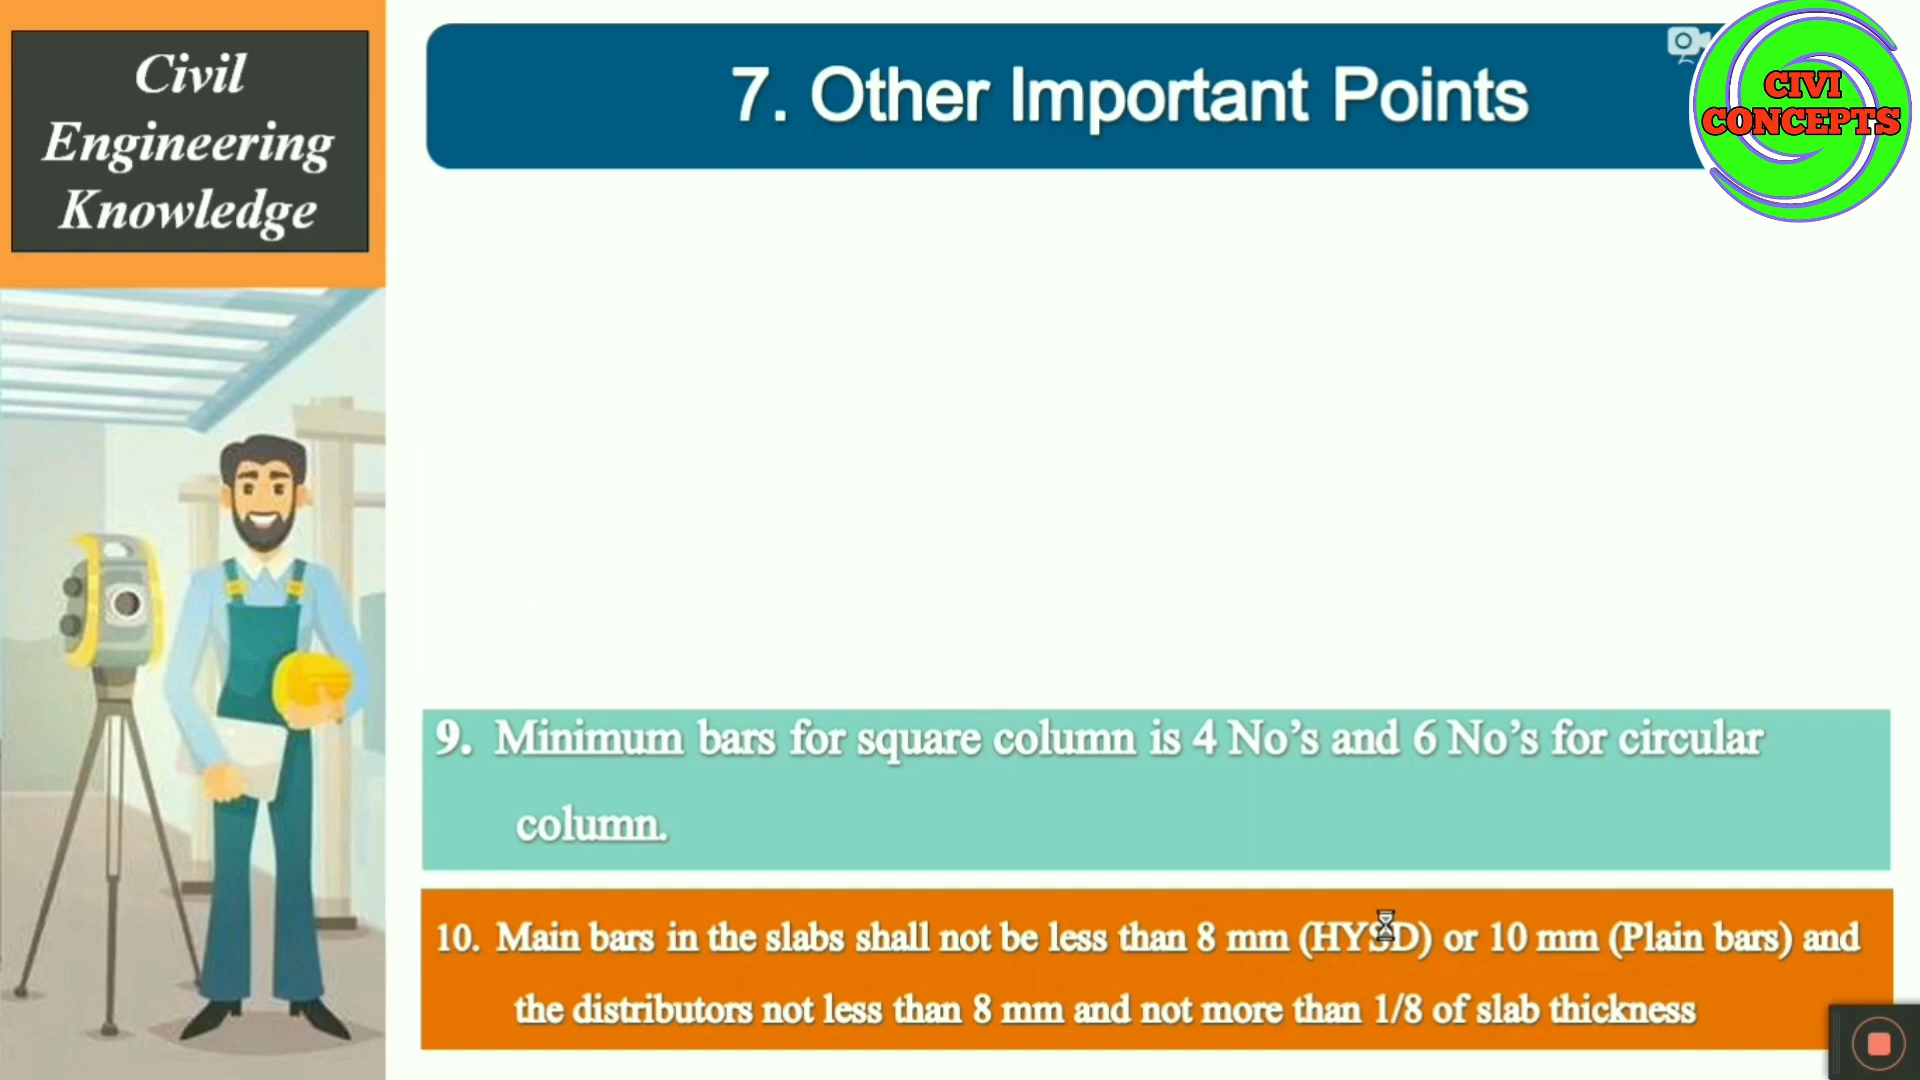 Civil
Engineering
Knowledge
7. Other Important Points
CIVI
CONCEPTS
9. Minimum bars for square column is 4 No’s and 6 No’s for circular
column.
10. Main bars in the slabs shall not be less than 8 mm (HYSD) or 10 mm (Plain bars) and
the distributors not less than 8 mm and not more than 1/8 of slab thickness